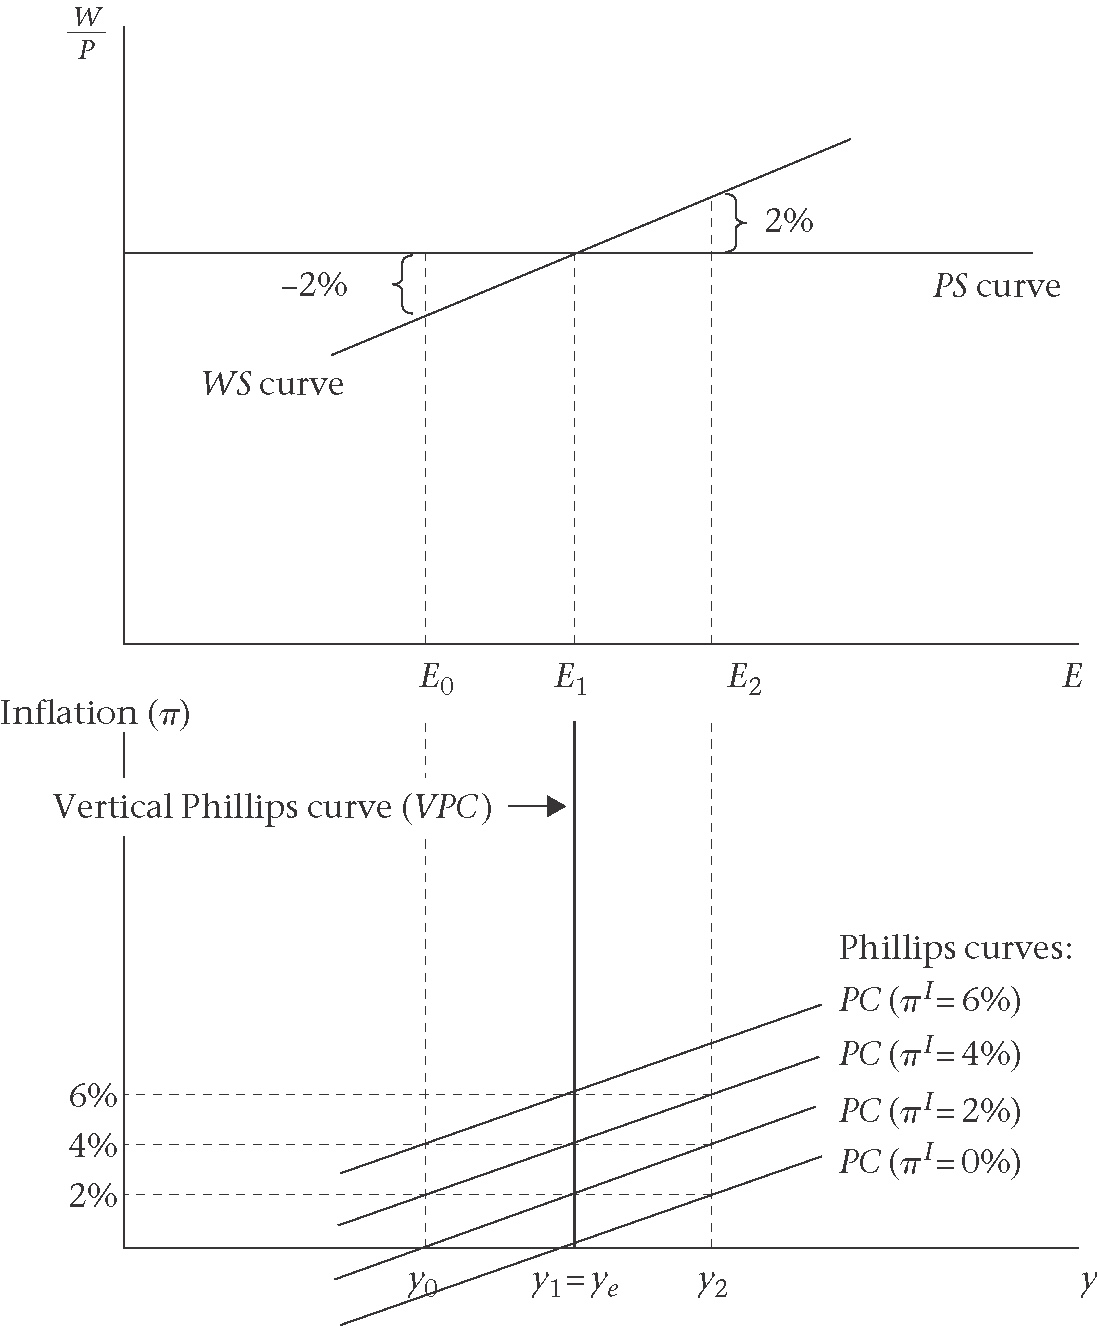 W
P
2%
–2%
PS curve
WS curve
E0 E1 E2 E
Inflation (π)
Vertical Phillips curve (VPC)
Phillips curves:
PC (π^I = 6%)
6%
PC (π^I = 4%)
4%
PC (π^I = 2%)
2%
PC (π^I = 0%)
y0 y1 = ye y2 y